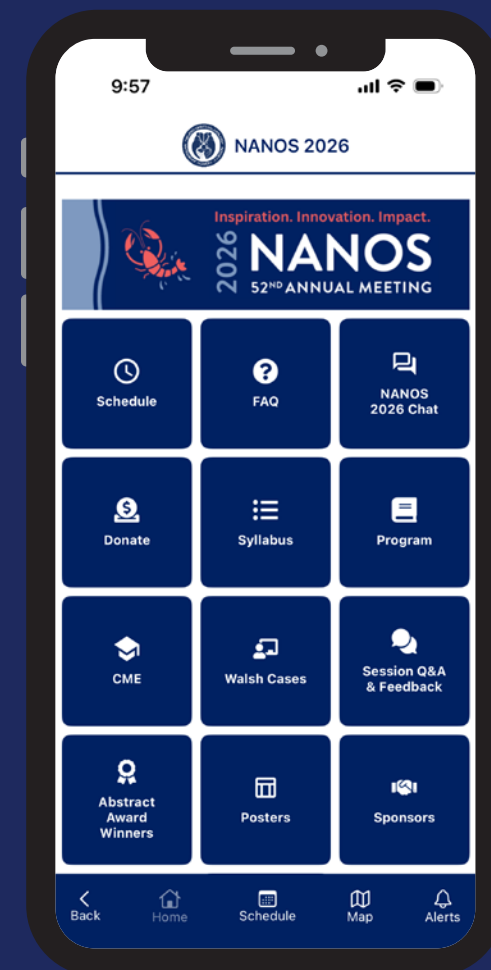 9:57
NANOS 2026
Inspiration. Innovation. Impact.
2026
NANOS
52ND ANNUAL MEETING
Schedule
FAQ
NANOS
2026 Chat
Donate
Syllabus
Program
CME
Walsh Cases
Session Q&A
& Feedback
Abstract
Award
Winners
Posters
Sponsors
Back
Home
Schedule
Map
Alerts